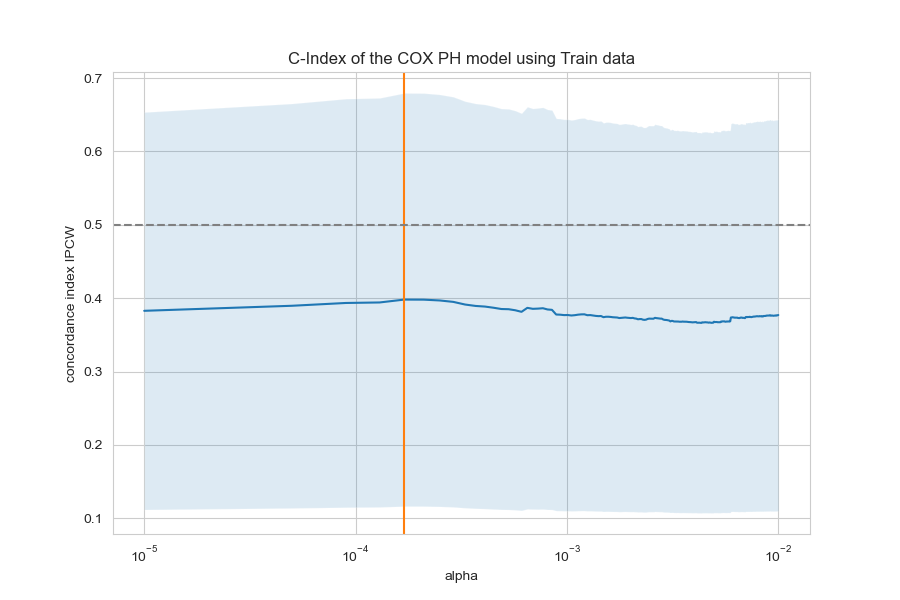 C-Index of the COX PH model using Train data
concordance index IPCW
0.7
0.6
0.5
0.4
0.3
0.2
0.1
10⁻⁵ 10⁻⁴ 10⁻³ 10⁻²
alpha